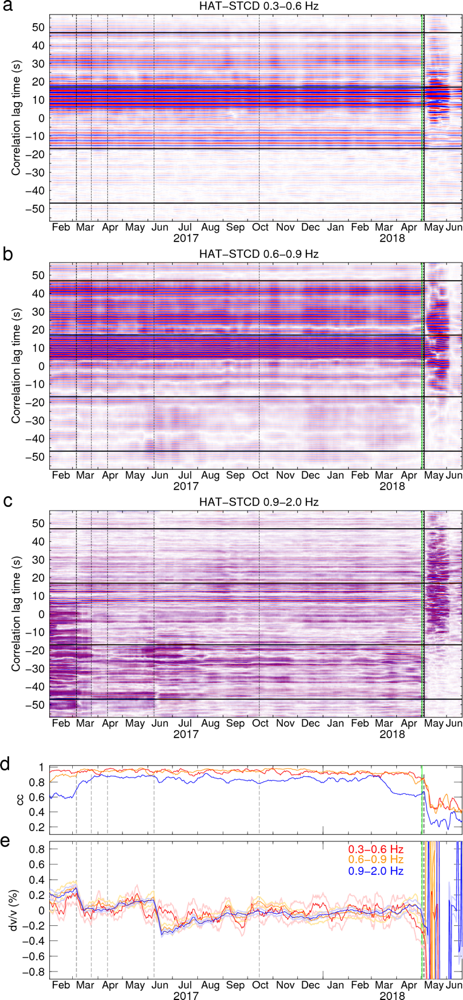 a
HAT−STCD 0.3−0.6 Hz
Correlation lag time (s)
50
40
30
20
10
0
−10
−20
−30
−40
−50
Feb Mar Apr May Jun Jul Aug Sep Oct Nov Dec Jan Feb Mar Apr May Jun
2017 2018
b
HAT−STCD 0.6−0.9 Hz
Correlation lag time (s)
50
40
30
20
10
0
−10
−20
−30
−40
−50
Feb Mar Apr May Jun Jul Aug Sep Oct Nov Dec Jan Feb Mar Apr May Jun
2017 2018
c
HAT−STCD 0.9−2.0 Hz
Correlation lag time (s)
50
40
30
20
10
0
−10
−20
−30
−40
−50
Feb Mar Apr May Jun Jul Aug Sep Oct Nov Dec Jan Feb Mar Apr May Jun
2017 2018
d
cc
1
0.8
0.6
0.4
0.2
e
dv/v (%)
0.8
0.6
0.4
0.2
0
−0.2
−0.4
−0.6
−0.8
0.3−0.6 Hz
0.6−0.9 Hz
0.9−2.0 Hz
Feb Mar Apr May Jun Jul Aug Sep Oct Nov Dec Jan Feb Mar Apr May Jun
2017 2018